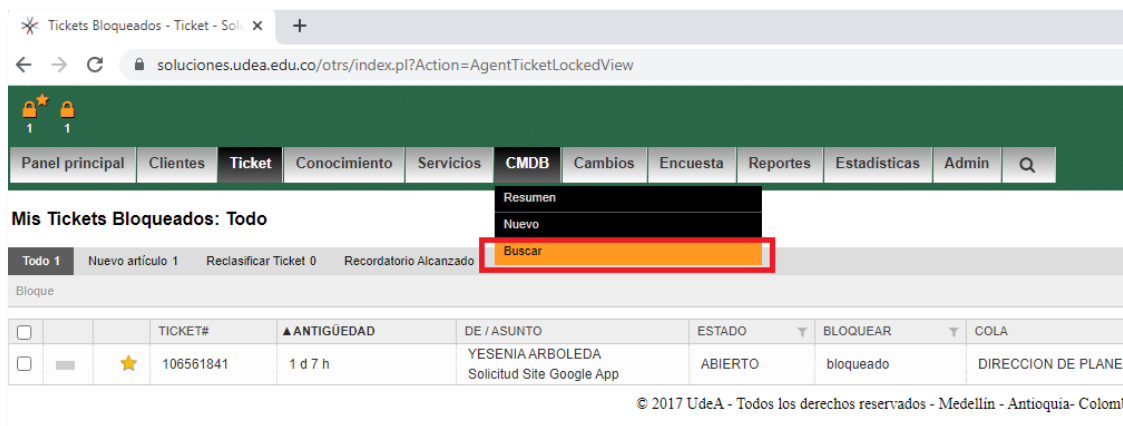 Tickets Bloqueados - Ticket - Sol
soluciones.udea.edu.co/otrs/index.pl?Action=AgentTicketLockedView
1 1
Panel principal Clientes Ticket Conocimiento Servicios CMDB Cambios Encuesta Reportes Estadísticas Admin
Resumen
Mis Tickets Bloqueados: Todo
Nuevo
Buscar
Todo 1 Nuevo artículo 1 Reclasificar Ticket 0 Recordatorio Alcanzado
Bloque
TICKET# ▲ANTIGÜEDAD DE / ASUNTO ESTADO BLOQUEAR COLA
106561841 1 d 7 h YESENIA ARBOLEDA ABIERTO bloqueado DIRECCION DE PLANE
Solicitud Site Google App
© 2017 UdeA - Todos los derechos reservados - Medellín - Antioquia- Colomb